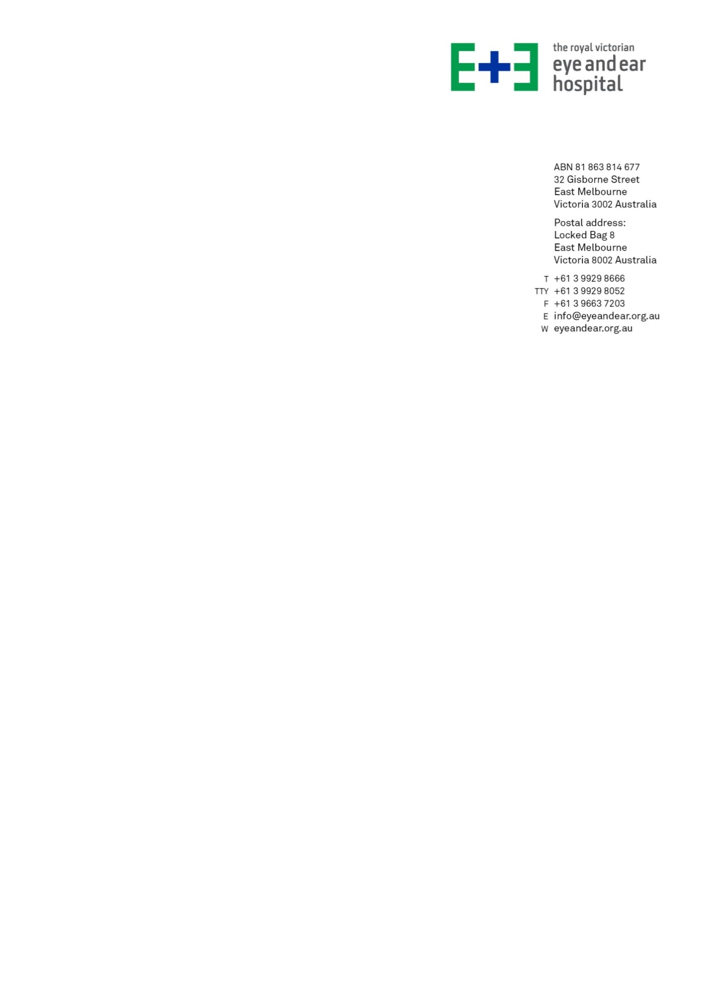 E+E
the royal victorian
eye and ear
hospital
ABN 81 863 814 677
32 Gisborne Street
East Melbourne
Victoria 3002 Australia
Postal address:
Locked Bag 8
East Melbourne
Victoria 8002 Australia
T +61 3 9929 8666
TTY +61 3 9929 8052
F +61 3 9663 7203
E info@eyeandear.org.au
W eyeandear.org.au